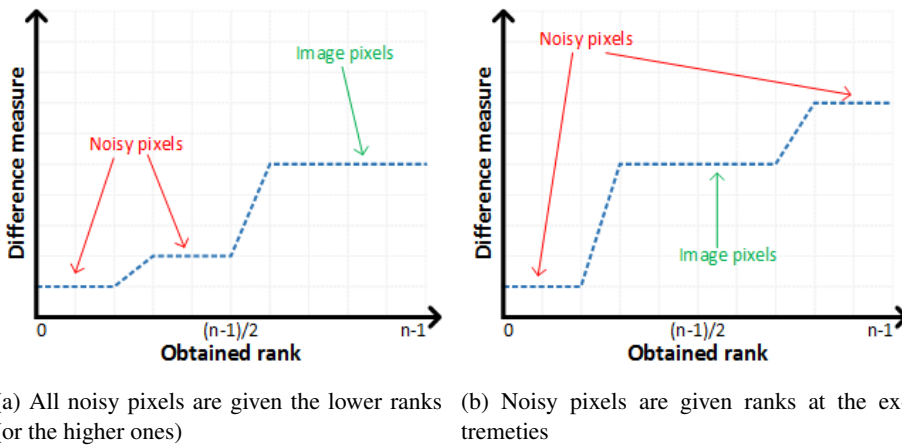 Difference measure
Image pixels
Noisy pixels
0
(n-1)/2
n-1
Obtained rank
(a) All noisy pixels are given the lower ranks
(or the higher ones)
Difference measure
Noisy pixels
Image pixels
0
(n-1)/2
n-1
Obtained rank
(b) Noisy pixels are given ranks at the ex-
tremeties